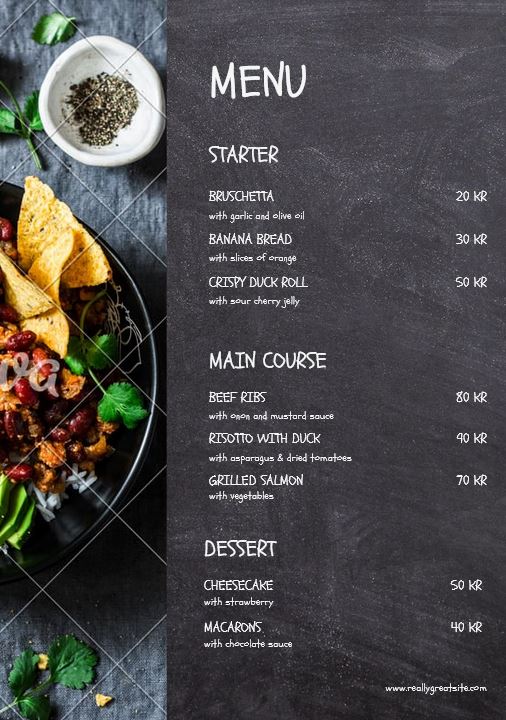 MENU
STARTER
BRUSCHETTA 20 KR
with garlic and olive oil
BANANA BREAD 30 KR
with slices of orange
CRISPY DUCK ROLL 50 KR
with sour cherry jelly
MAIN COURSE
BEEF RIBS 80 KR
with onon and mustard sauce
RISOTTO WITH DUCK 90 KR
with asparagus & dried tomatoes
GRILLED SALMON 70 KR
with vegetables
DESSERT
CHEESECAKE 50 KR
with strawberry
MACARONS 40 KR
with chocolate sauce
www.reallygreatsite.com